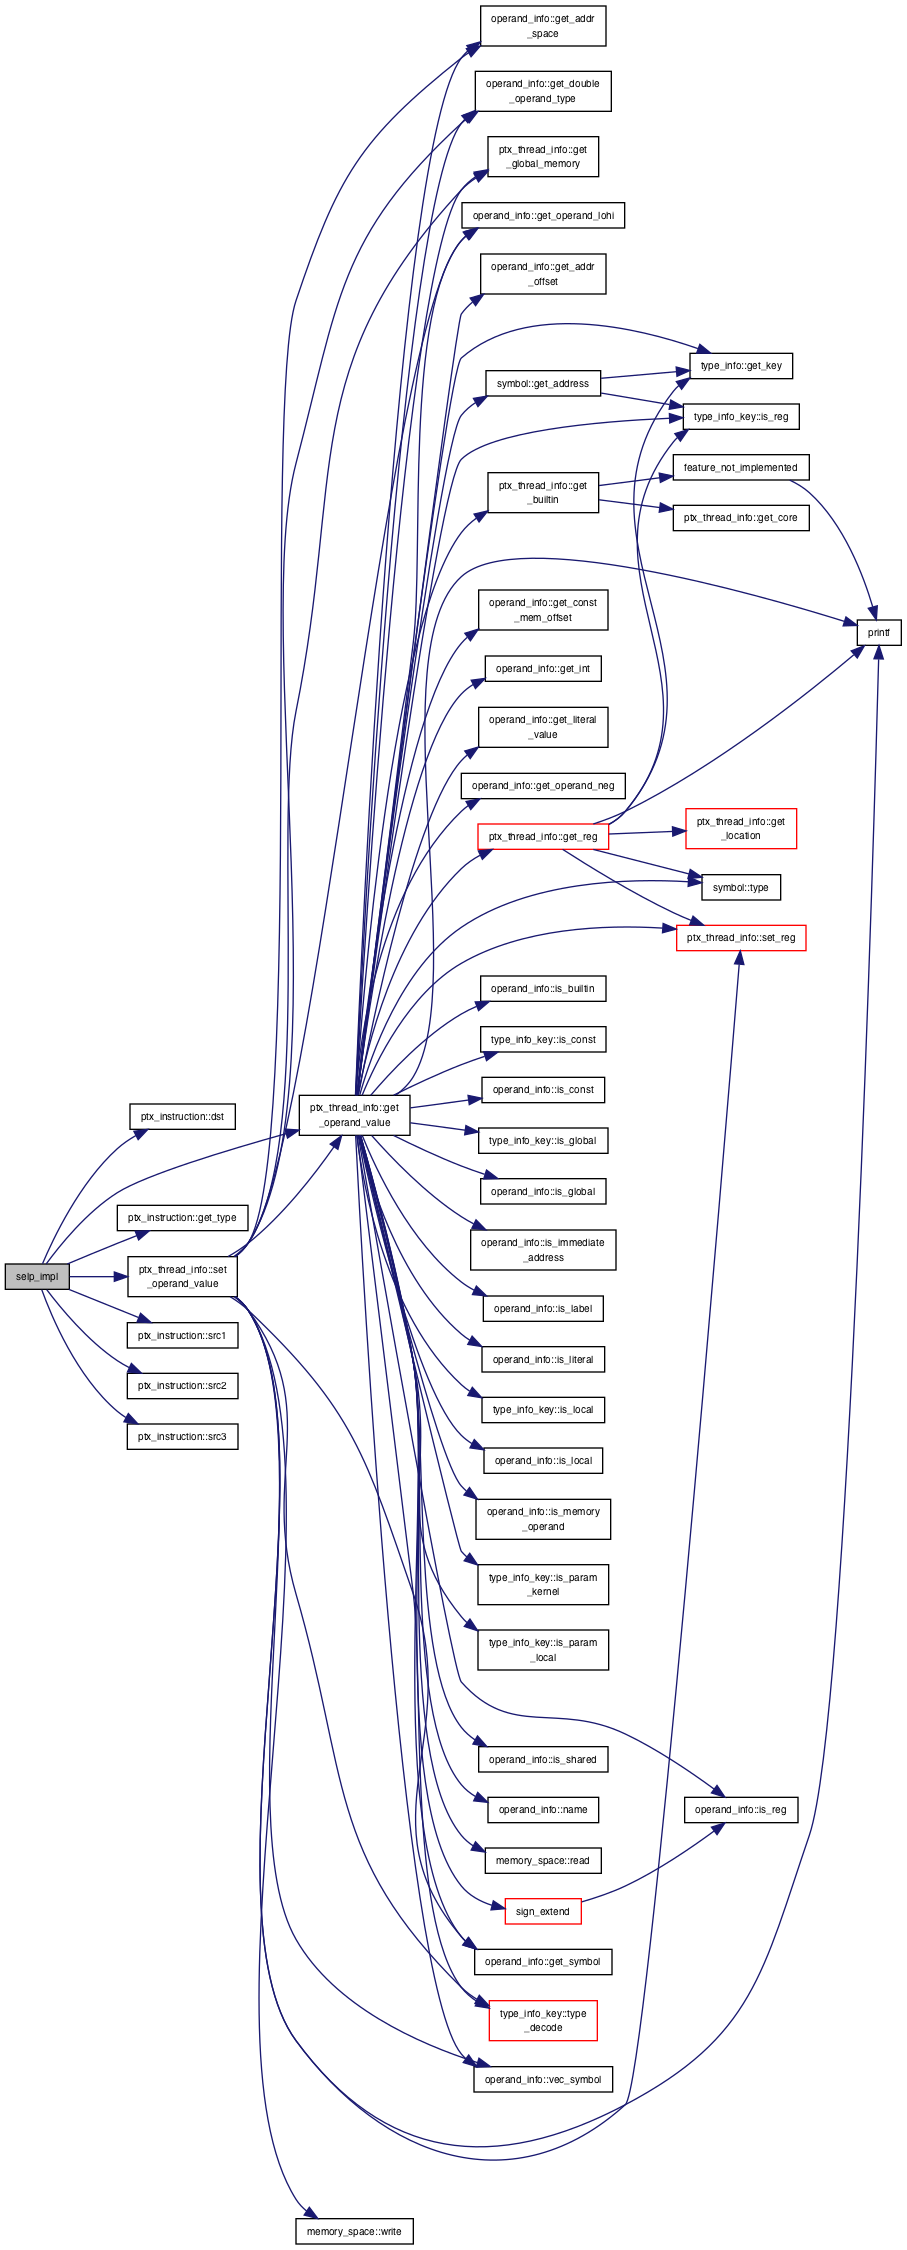 operand_info::get_addr
_space
operand_info::get_double
_operand_type
ptx_thread_info::get
_global_memory
operand_info::get_operand_lohi
operand_info::get_addr
_offset
type_info::get_key
symbol::get_address
type_info_key::is_reg
feature_not_implemented
ptx_thread_info::get
_builtin
ptx_thread_info::get_core
operand_info::get_const
_mem_offset
printf
operand_info::get_int
operand_info::get_literal
_value
operand_info::get_operand_neg
ptx_thread_info::get_reg
ptx_thread_info::get
_location
symbol::type
ptx_thread_info::set_reg
operand_info::is_builtin
type_info_key::is_const
operand_info::is_const
ptx_thread_info::get
_operand_value
ptx_instruction::dst
type_info_key::is_global
operand_info::is_global
ptx_instruction::get_type
operand_info::is_immediate
_address
selp_impl
ptx_thread_info::set
_operand_value
operand_info::is_label
ptx_instruction::src1
operand_info::is_literal
ptx_instruction::src2
type_info_key::is_local
ptx_instruction::src3
operand_info::is_local
operand_info::is_memory
_operand
type_info_key::is_param
_kernel
type_info_key::is_param
_local
operand_info::is_shared
operand_info::name
operand_info::is_reg
memory_space::read
sign_extend
operand_info::get_symbol
type_info_key::type
_decode
operand_info::vec_symbol
memory_space::write